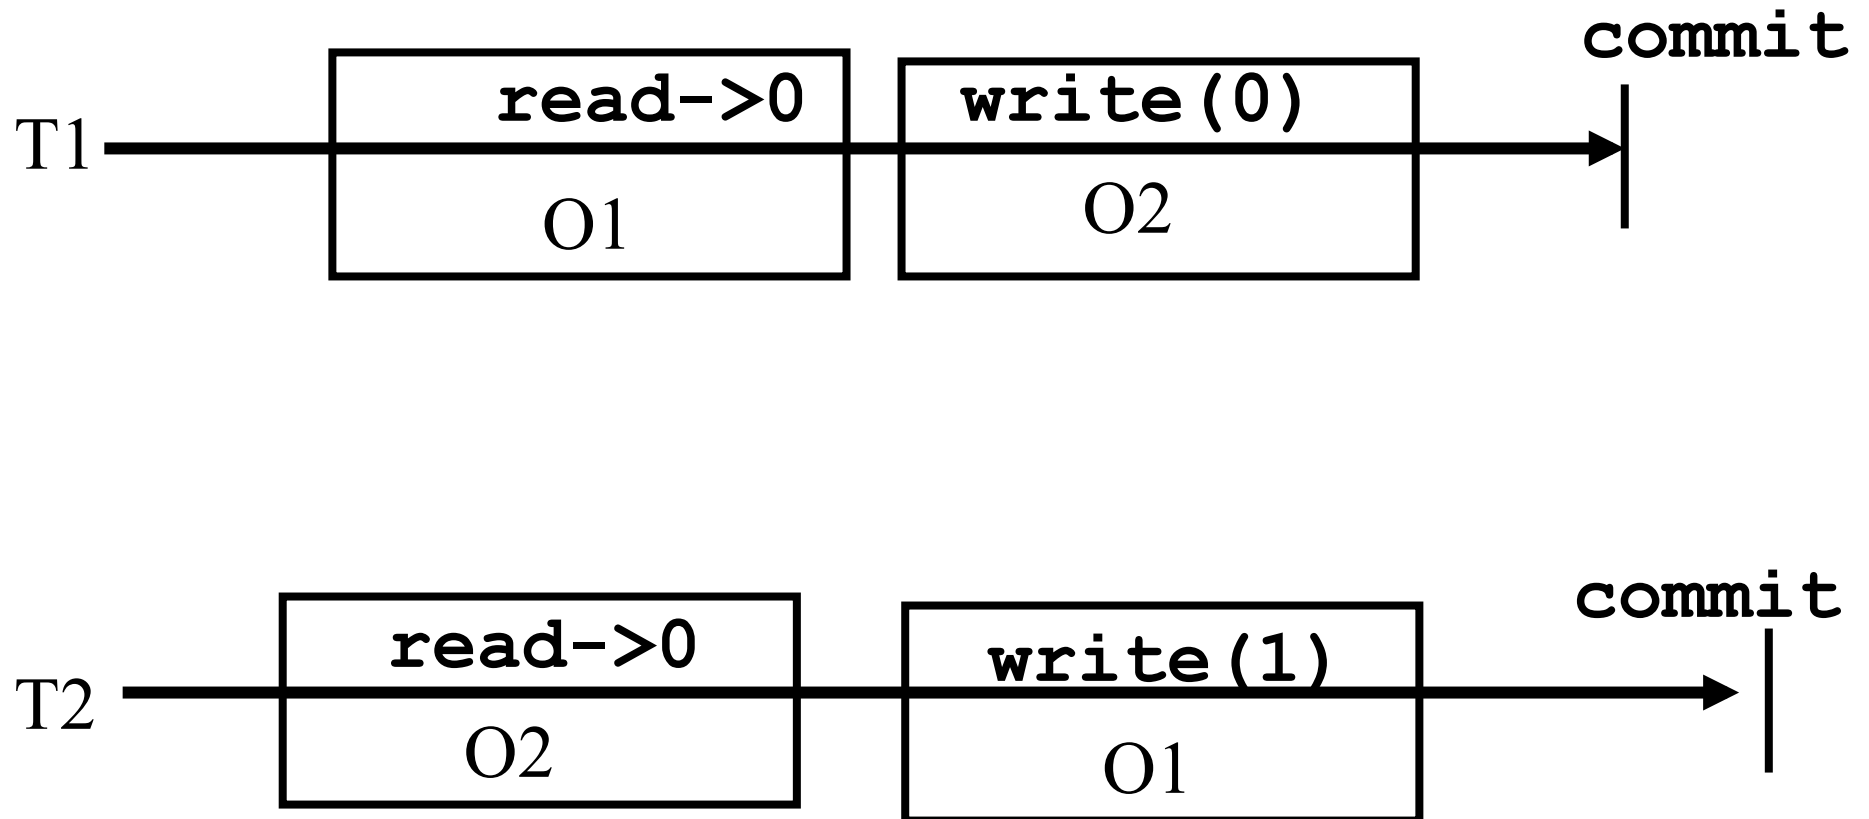 commit
read->0
write(0)
T1
O1
O2
commit
read->0
write(1)
T2
O2
O1